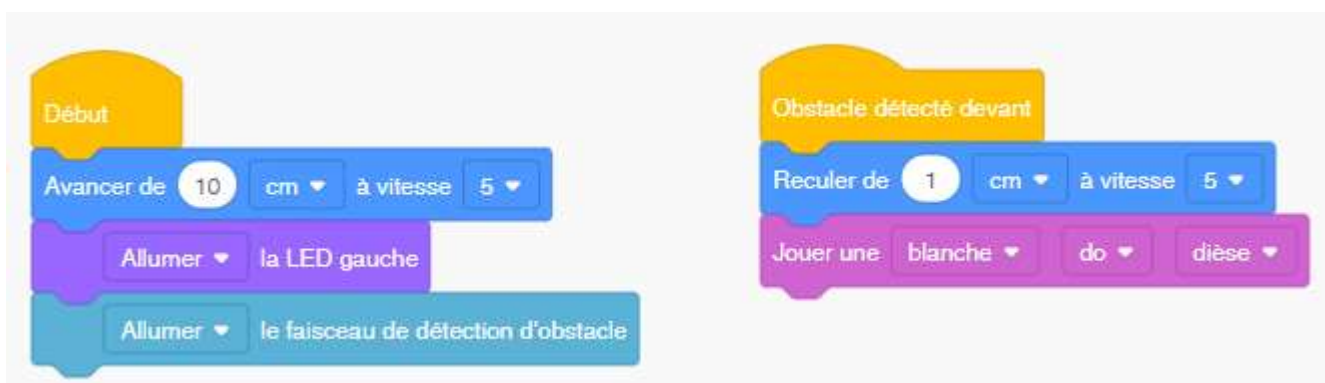 Début
Avancer de 10 cm à vitesse 5
Allumer la LED gauche
Allumer le faisceau de détection d'obstacle
Obstacle détecté devant
Reculer de 1 cm à vitesse 5
Jouer une blanche do dièse